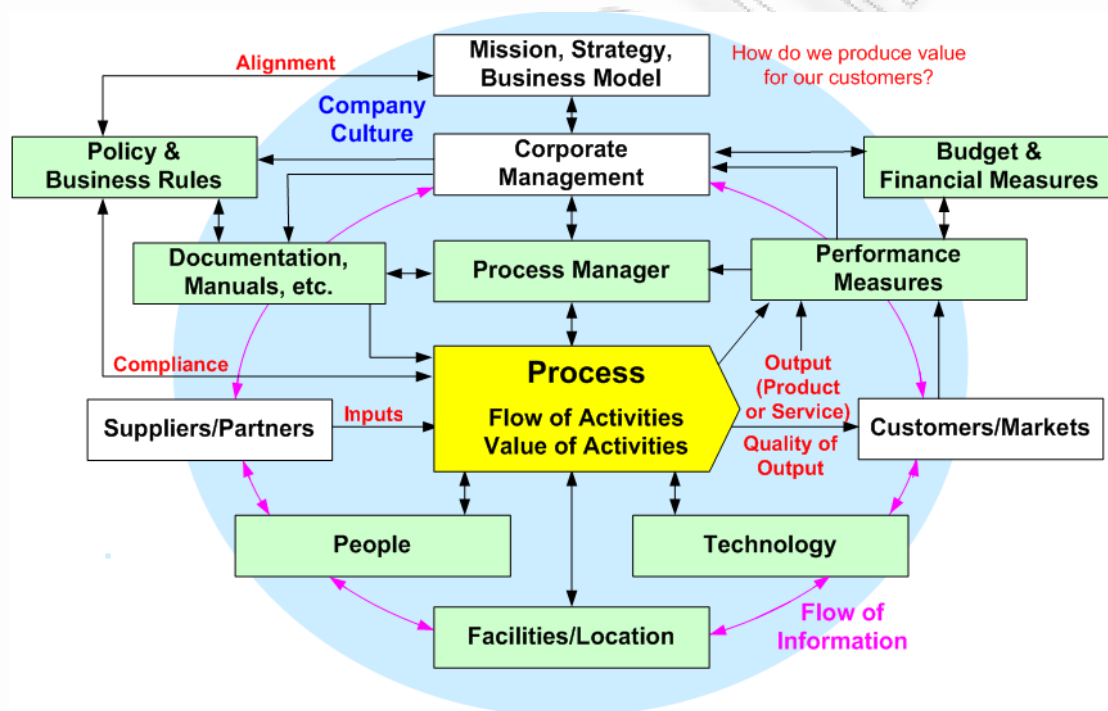 Mission, Strategy,
Business Model
How do we produce value
for our customers?
Alignment
Company
Culture
Policy &
Business Rules
Corporate
Management
Budget &
Financial Measures
Documentation,
Manuals, etc.
Process Manager
Performance
Measures
Compliance
Process
Flow of Activities
Value of Activities
Output
(Product
or Service)
Suppliers/Partners
Inputs
Customers/Markets
Quality of
Output
People
Technology
Facilities/Location
Flow of
Information